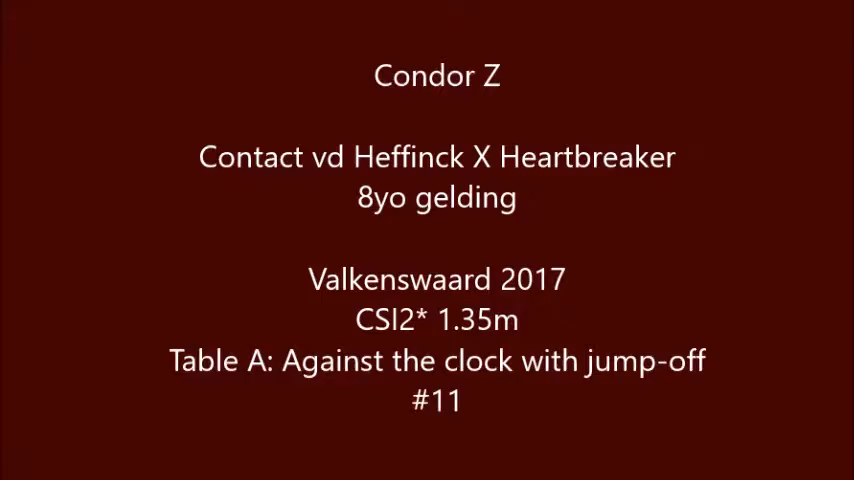 Condor Z
Contact vd Heffinck X Heartbreaker
8yo gelding
Valkenswaard 2017
CSI2* 1.35m
Table A: Against the clock with jump-off
#11